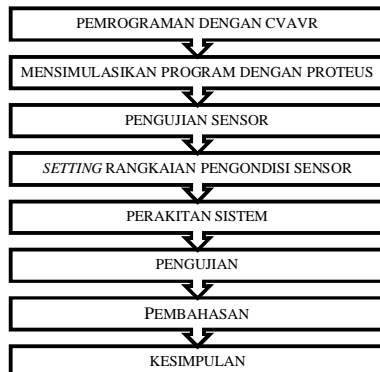 PEMROGRAMAN DENGAN CVAVR
MENSIMULASIKAN PROGRAM DENGAN PROTEUS
PENGUJIAN SENSOR
SETTING RANGKAIAN PENGONDISI SENSOR
PERAKITAN SISTEM
PENGUJIAN
PEMBAHASAN
KESIMPULAN